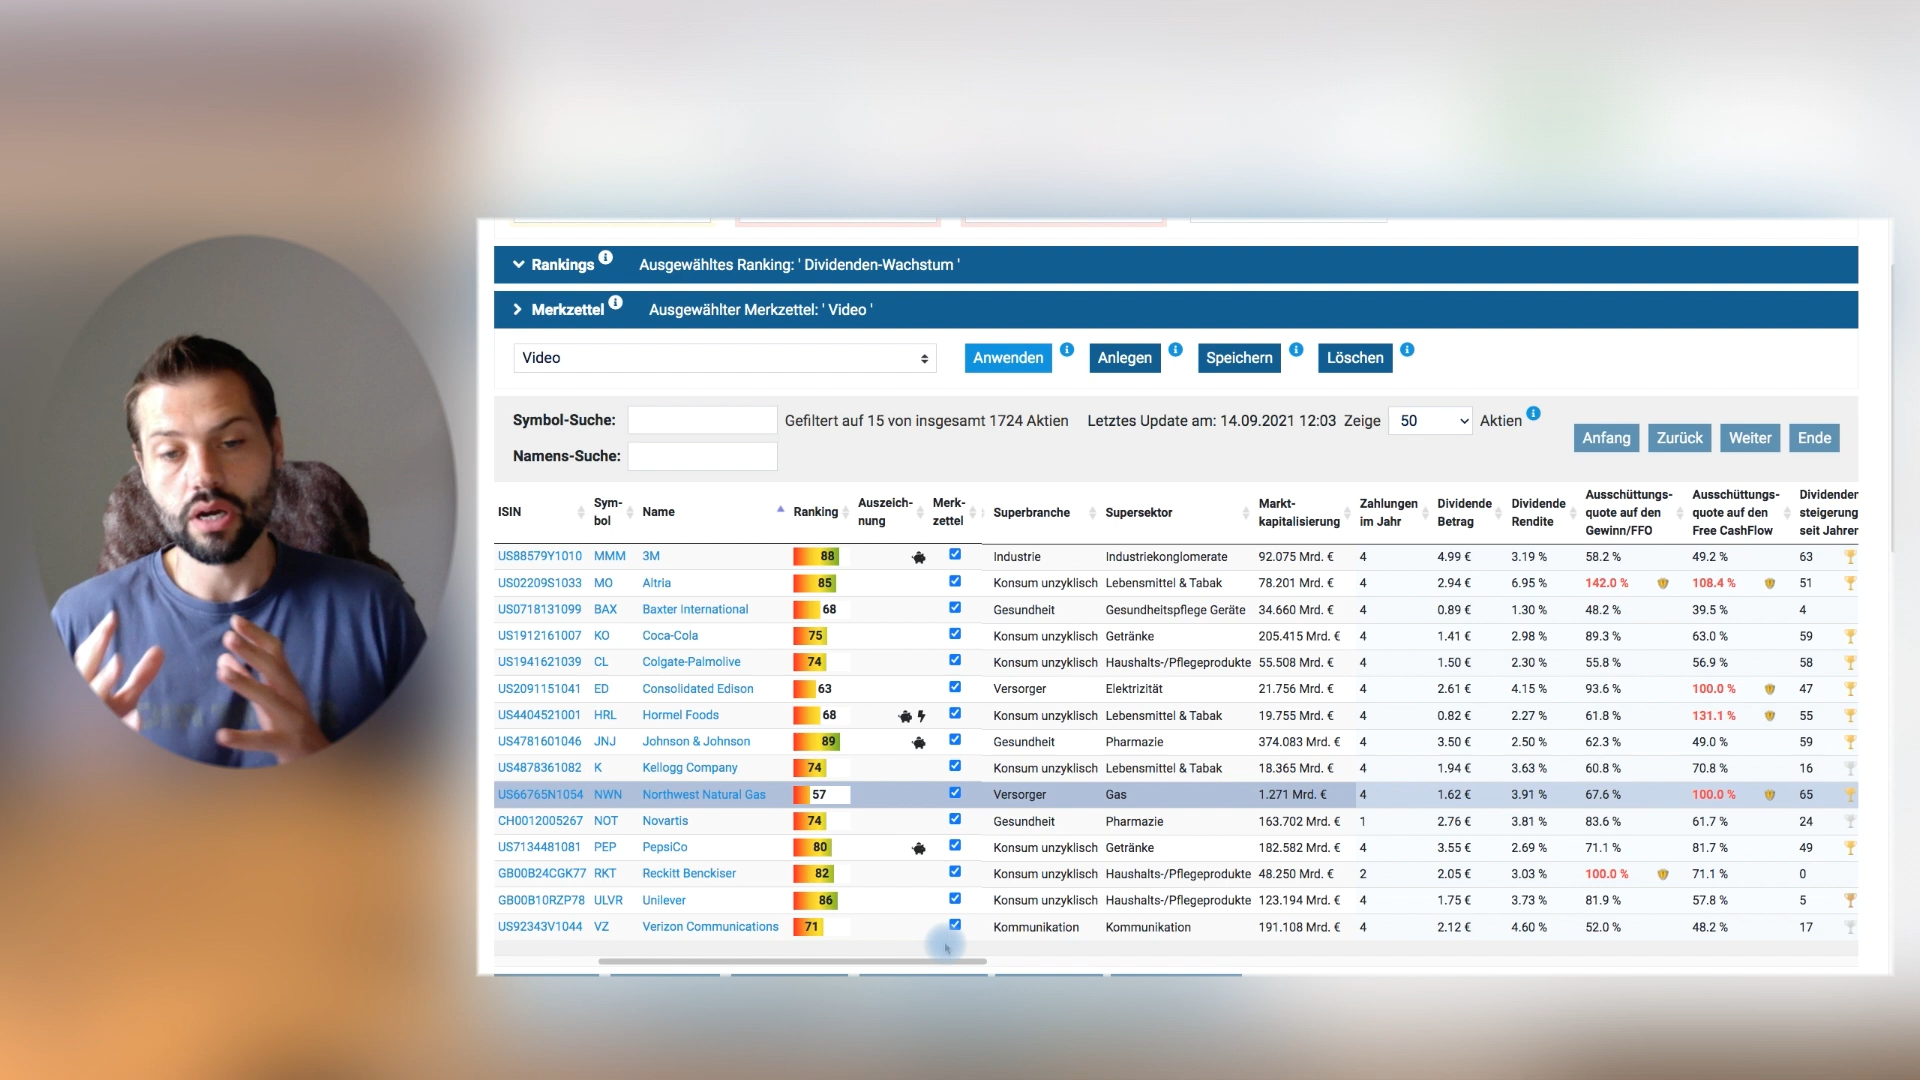 Rankings Ausgewähltes Ranking: ' Dividenden-Wachstum '
Merkzettel Ausgewählter Merkzettel: ' Video '
Video Anwenden Anlegen Speichern Löschen
Symbol-Suche: Gefiltert auf 15 von insgesamt 1724 Aktien Letztes Update am: 14.09.2021 12:03 Zeige 50 Aktien
Namens-Suche:
Anfang Zurück Weiter Ende
ISIN Sym-bol Name Ranking Auszeich-nung Merk-zettel Superbranche Supersektor Markt-kapitalisierung Zahlungen im Jahr Dividende Betrag Dividende Rendite Ausschüttungs-quote auf den Gewinn/FFO Ausschüttungs-quote auf den Free CashFlow Dividenden steigerung seit Jahren
US88579Y1010 MMM 3M 88 Industrie Industriekonglomerate 92.075 Mrd. € 4 4.99 € 3.19 % 58.2 % 49.2 % 63
US02209S1033 MO Altria 85 Konsum unzyklisch Lebensmittel & Tabak 78.201 Mrd. € 4 2.94 € 6.95 % 142.0 % 108.4 % 51
US0718131099 BAX Baxter International 68 Gesundheit Gesundheitspflege Geräte 34.660 Mrd. € 4 0.89 € 1.30 % 48.2 % 39.5 % 4
US1912161007 KO Coca-Cola 75 Konsum unzyklisch Getränke 205.415 Mrd. € 4 1.41 € 2.98 % 89.3 % 63.0 % 59
US1941621039 CL Colgate-Palmolive 74 Konsum unzyklisch Haushalts-/Pflegeprodukte 55.508 Mrd. € 4 1.50 € 2.30 % 55.8 % 56.9 % 58
US2091151041 ED Consolidated Edison 63 Versorger Elektrizität 21.756 Mrd. € 4 2.61 € 4.15 % 93.6 % 100.0 % 47
US4404521001 HRL Hormel Foods 68 Konsum unzyklisch Lebensmittel & Tabak 19.755 Mrd. € 4 0.82 € 2.27 % 61.8 % 131.1 % 55
US4781601046 JNJ Johnson & Johnson 89 Gesundheit Pharmazie 374.083 Mrd. € 4 3.50 € 2.50 % 62.3 % 49.0 % 59
US4878361082 K Kellogg Company 74 Konsum unzyklisch Lebensmittel & Tabak 18.365 Mrd. € 4 1.94 € 3.63 % 60.8 % 70.8 % 16
US66765N1054 NWN Northwest Natural Gas 57 Versorger Gas 1.271 Mrd. € 4 1.62 € 3.91 % 67.6 % 100.0 % 65
CH0012005267 NOT Novartis 74 Gesundheit Pharmazie 163.702 Mrd. € 1 2.76 € 3.81 % 83.6 % 61.7 % 24
US7134481081 PEP PepsiCo 80 Konsum unzyklisch Getränke 182.582 Mrd. € 4 3.55 € 2.69 % 71.1 % 81.7 % 49
GB00B24CGK77 RKT Reckitt Benckiser 82 Konsum unzyklisch Haushalts-/Pflegeprodukte 48.250 Mrd. € 2 2.05 € 3.03 % 100.0 % 71.1 % 0
GB00B10RZP78 ULVR Unilever 86 Konsum unzyklisch Haushalts-/Pflegeprodukte 123.194 Mrd. € 4 1.75 € 3.73 % 81.9 % 57.8 % 5
US92343V1044 VZ Verizon Communications 71 Kommunikation Kommunikation 191.108 Mrd. € 4 2.12 € 4.60 % 52.0 % 48.2 % 17